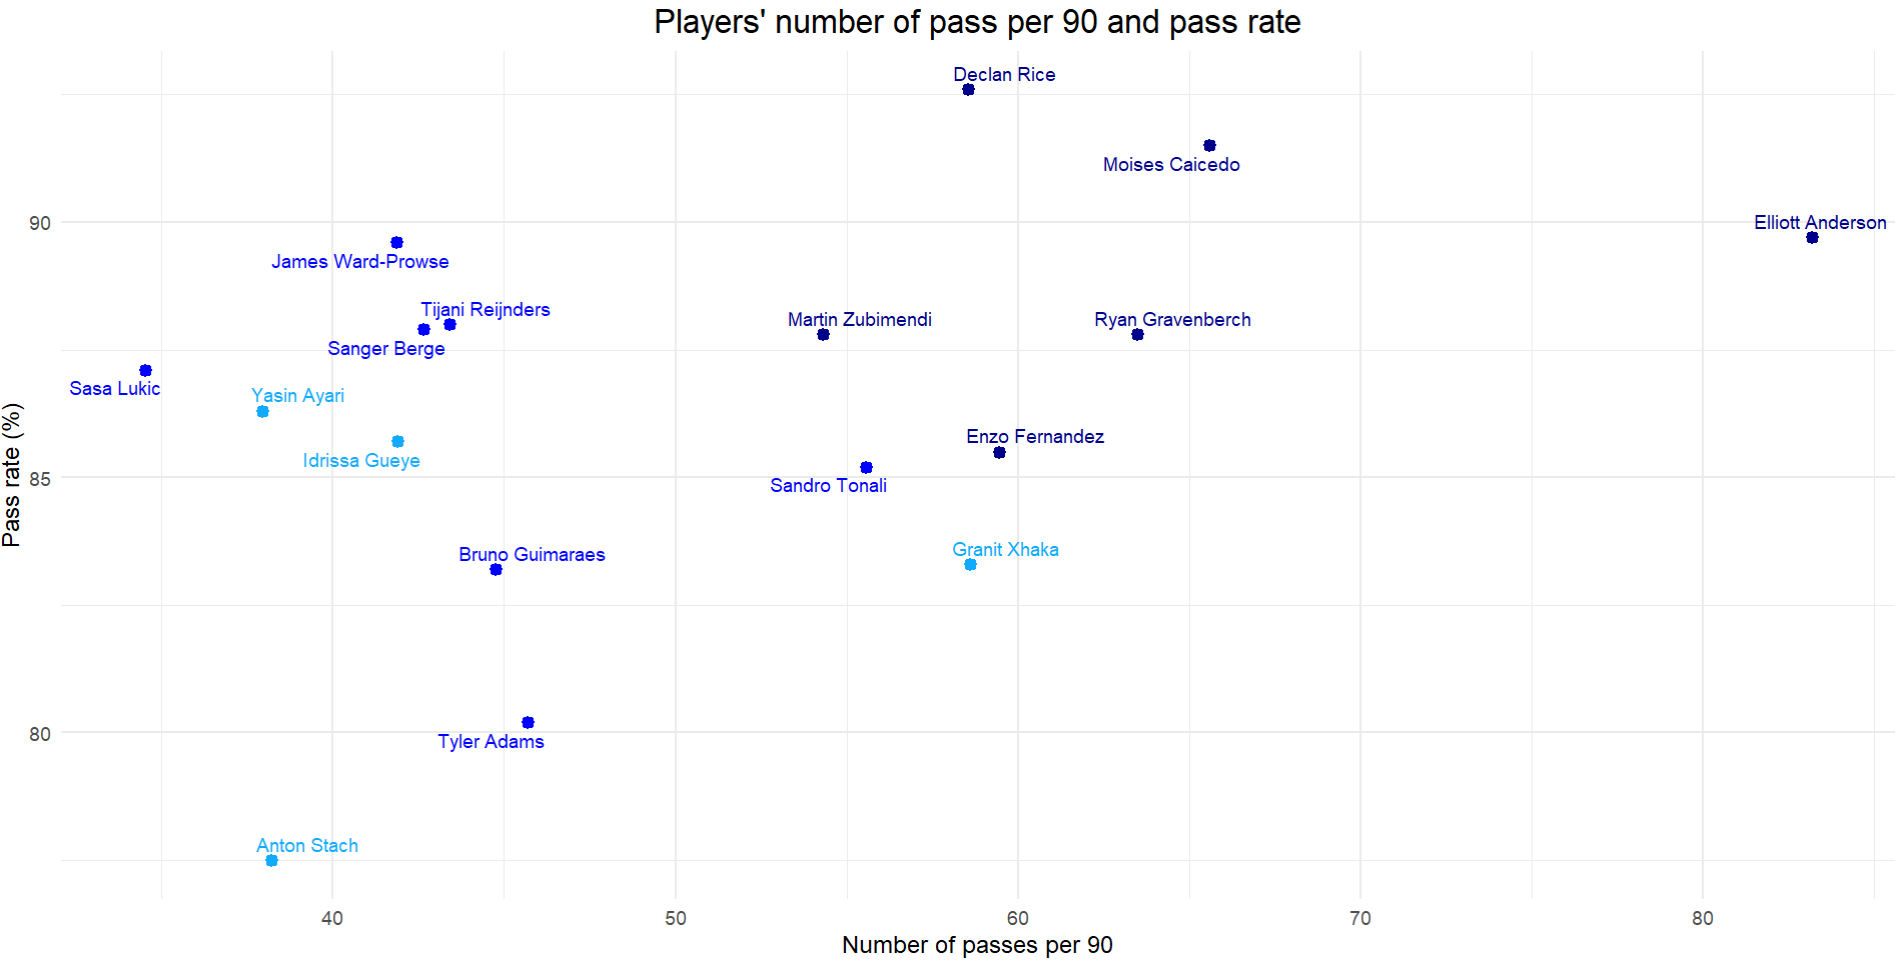 Players' number of pass per 90 and pass rate
Declan Rice
Moises Caicedo
Elliott Anderson
90
James Ward-Prowse
Tijani Reijnders
Martin Zubimendi
Ryan Gravenberch
Sanger Berge
Sasa Lukic
Yasin Ayari
Enzo Fernandez
Idrissa Gueye
85
Sandro Tonali
Pass rate (%)
Granit Xhaka
Bruno Guimaraes
80
Tyler Adams
Anton Stach
40
50
60
70
80
Number of passes per 90